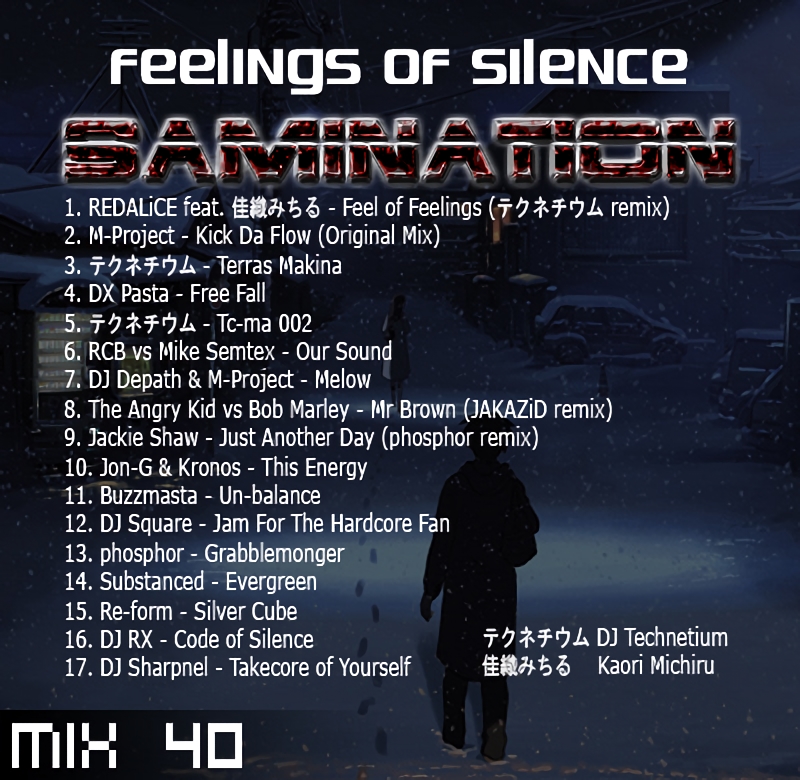 feelings of silence
SAMINATION
1. REDALiCE feat. 佳織みちる - Feel of Feelings (テクネチウム remix)
2. M-Project - Kick Da Flow (Original Mix)
3. テクネチウム - Terras Makina
4. DX Pasta - Free Fall
5. テクネチウム - Tc-ma 002
6. RCB vs Mike Semtex - Our Sound
7. DJ Depath & M-Project - Melow
8. The Angry Kid vs Bob Marley - Mr Brown (JAKAZiD remix)
9. Jackie Shaw - Just Another Day (phosphor remix)
10. Jon-G & Kronos - This Energy
11. Buzzmasta - Un-balance
12. DJ Square - Jam For The Hardcore Fan
13. phosphor - Grabblemonger
14. Substanced - Evergreen
15. Re-form - Silver Cube
16. DJ RX - Code of Silence
17. DJ Sharpnel - Takecore of Yourself
テクネチウム DJ Technetium
佳織みちる Kaori Michiru
mix 40